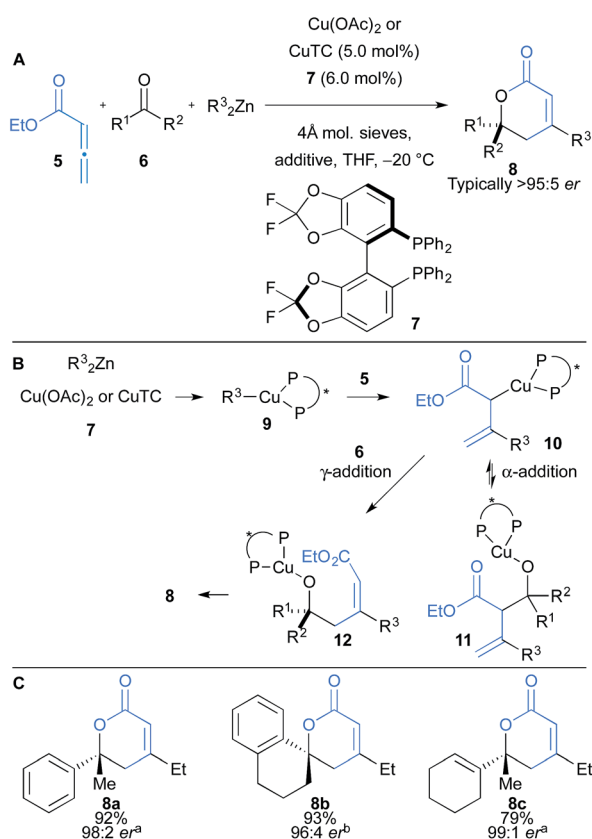 A
O
EtO
5
+
O
R¹ R²
6
+
R³₂Zn
Cu(OAc)₂ or
CuTC (5.0 mol%)
7 (6.0 mol%)
4Å mol. sieves,
additive, THF, –20 °C
O
O
R¹
R²
R³
8
Typically >95:5 er
F
F
O
O
PPh₂
PPh₂
F
F
O
O
7
B
R³₂Zn
Cu(OAc)₂ or CuTC
7
R³ Cu P P *
9
5
O
EtO
Cu P P *
R³
10
6
γ-addition
α-addition
* P P
Cu
O
EtO₂C
R¹
R²
R³
12
8
* P P
Cu
O
O
EtO
R²
R¹
R³
11
C
O
O
Me
Et
8a
92%
98:2 erᵃ
O
O
Et
8b
93%
96:4 erᵇ
O
O
Me
Et
8c
79%
99:1 erᵃ